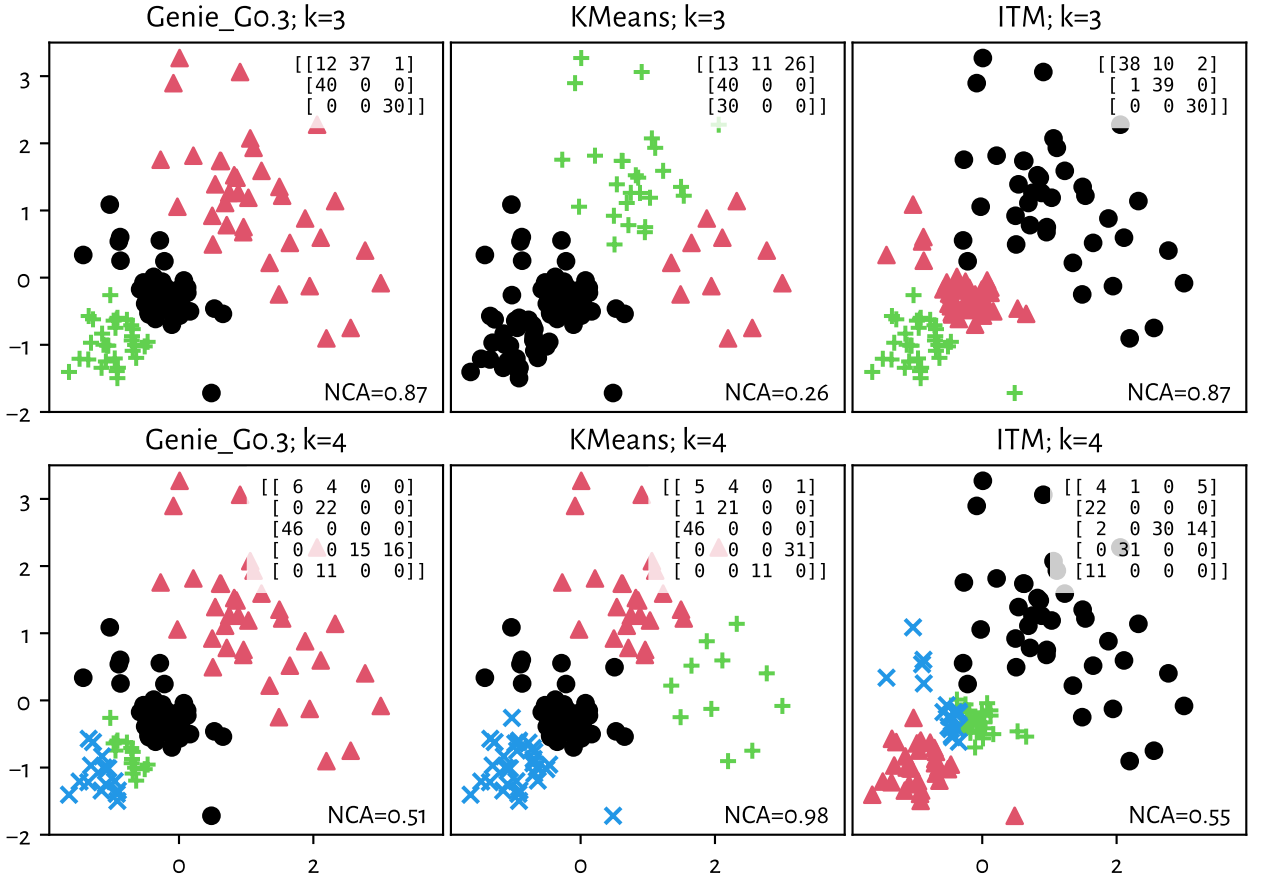 Genie_G0.3; k=3
KMeans; k=3
ITM; k=3
[[12 37 1]
[40 0 0]
[ 0 0 30]]
[[13 11 26]
[40 0 0]
[30 0 0]]
[[38 10 2]
[ 1 39 0]
[ 0 0 30]]
3
2
1
0
−1
−2
NCA=0.87
NCA=0.26
NCA=0.87
Genie_G0.3; k=4
KMeans; k=4
ITM; k=4
[[ 6 4 0 0]
[ 0 22 0 0]
[46 0 0 0]
[ 0 0 15 16]
[ 0 11 0 0]]
[[ 5 4 0 1]
[ 1 21 0 0]
[46 0 0 0]
[ 0 0 0 31]
[ 0 0 11 0]]
[[ 4 1 0 5]
[22 0 0 0]
[ 2 0 30 14]
[ 0 31 0 0]
[11 0 0 0]]
3
2
1
0
−1
−2
NCA=0.51
NCA=0.98
NCA=0.55
0 2
0 2
0 2